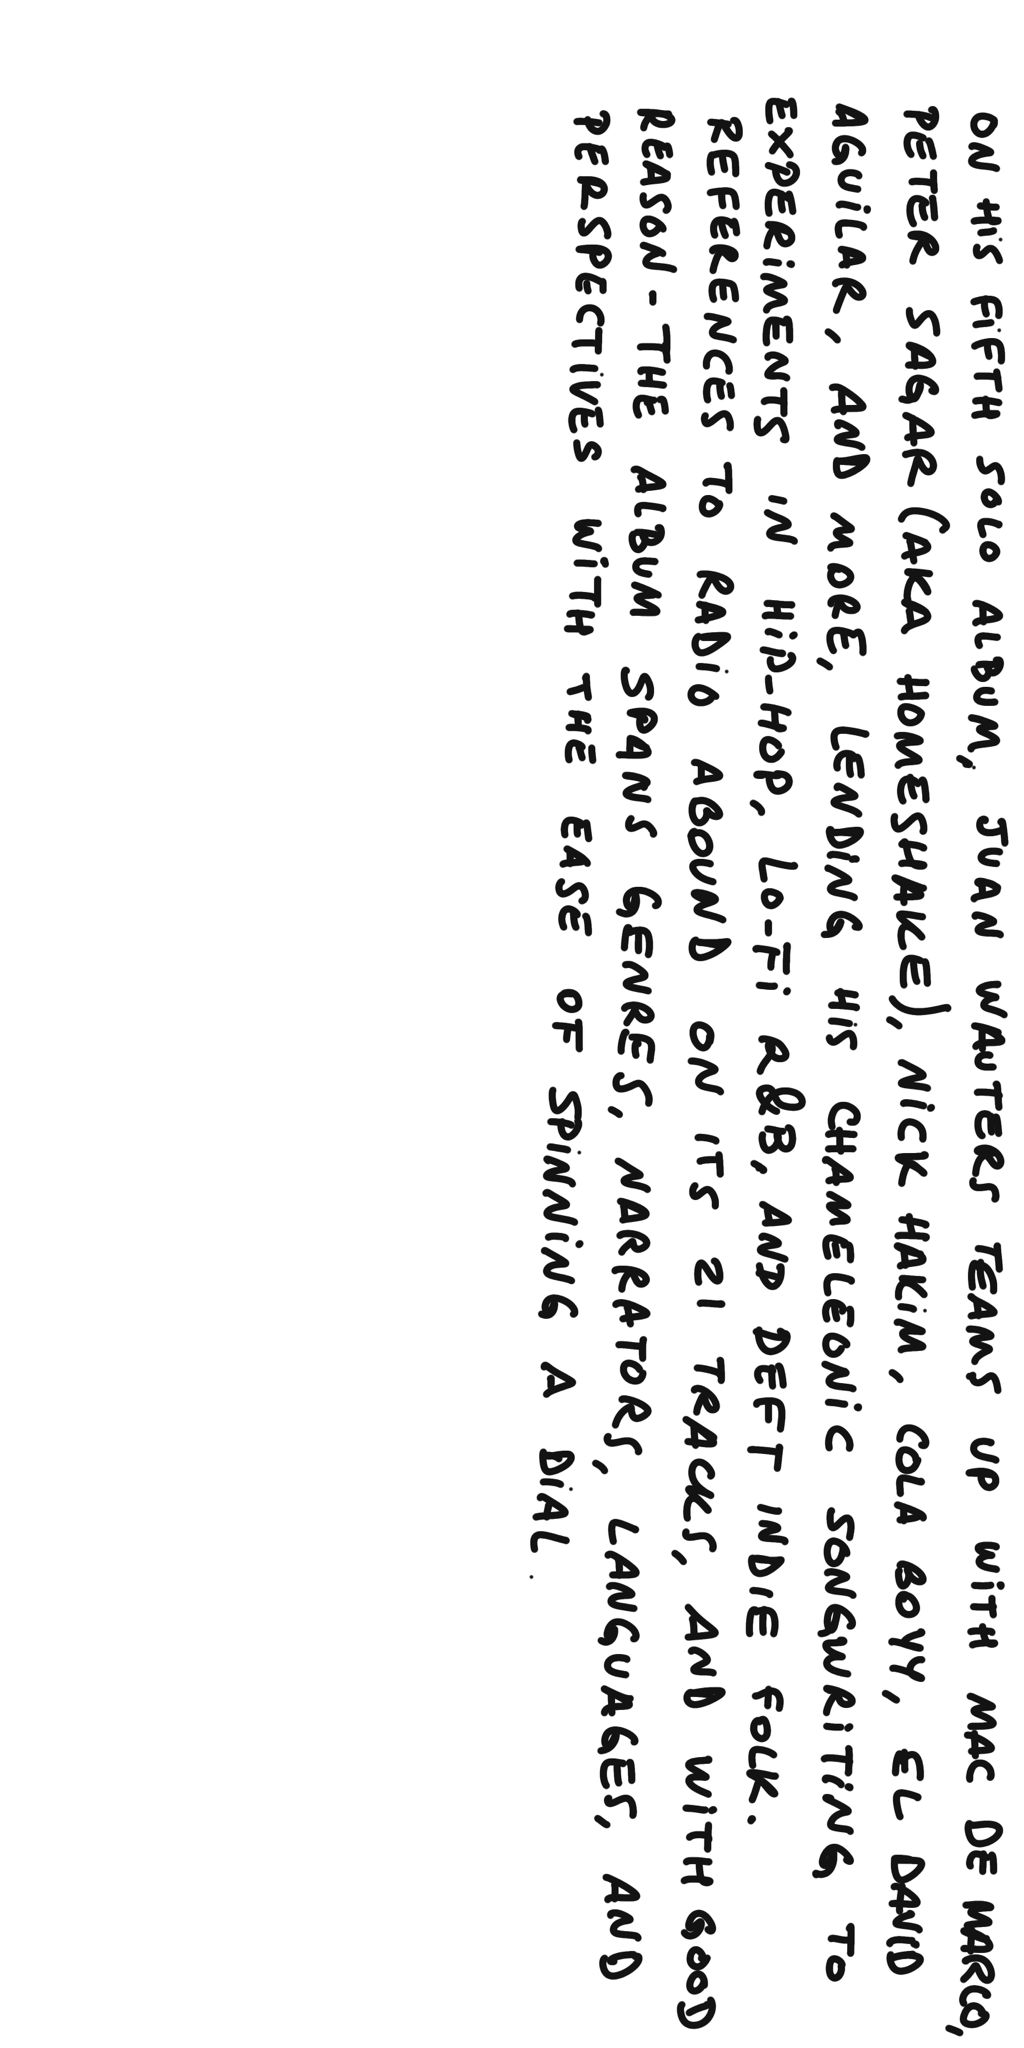 ON HiS FiFTH SOLO ALBUM, JUAN WAUTERS TEAMS UP WiTH MAC DE MARCO,
PETER SAGAR (AKA HOMESHAKE), NICK HAKiM, COLA BOYY, EL DAVID
AGUiLAR, AND MORE, LENDiNG HiS CHAMELEONiC SONGWRiTiNG TO
EXPERiMENTS IN HiP-HOP, LO-Fi R&B, AND DEFT INDIE FOLK.
REFERENCES TO RADiO ABOUND ON ITS 21 TRACKS, AND WiTH GOOD
REASON - THE ALBUM SPANS GENRES, NARRATORS, LANGUAGES, AND
PERSPECTiVES WiTH THE EASE OF SPiNNiNG A DiAL.